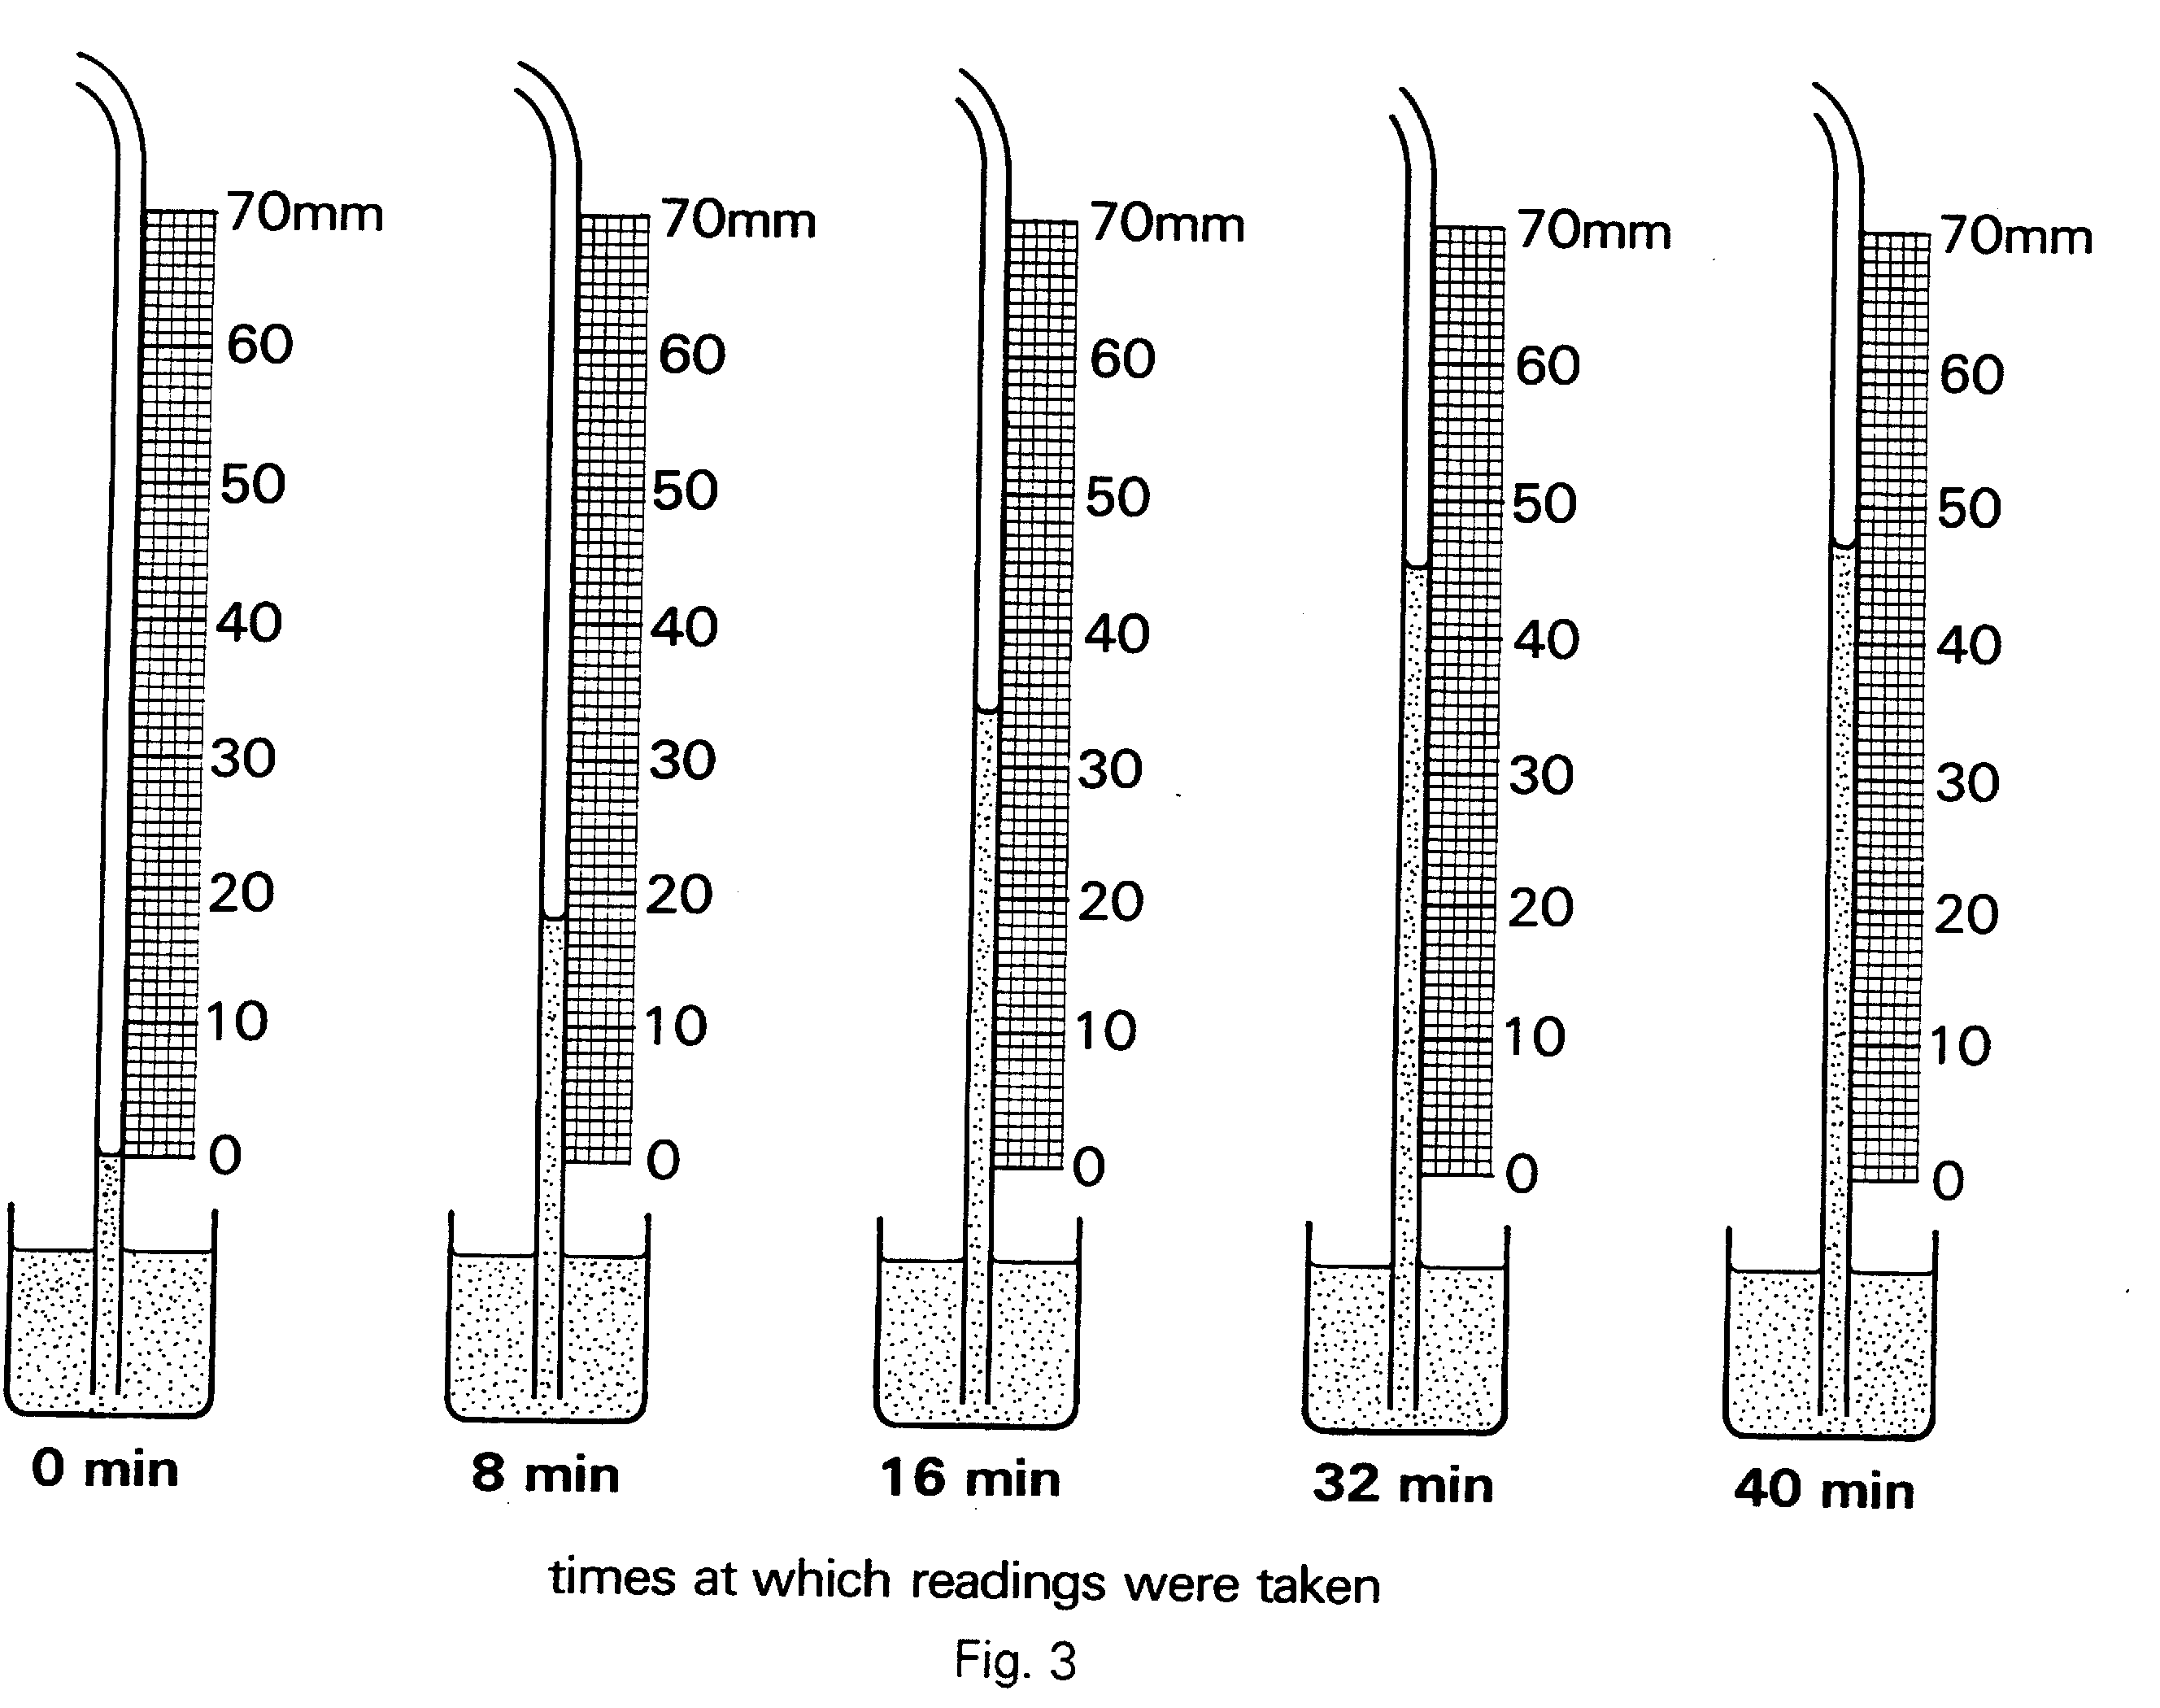 70mm 70mm 70mm 70mm 70mm
60 60 60 60 60
50 50 50 50 50
40 40 40 40 40
30 30 30 30 30
20 20 20 20 20
10 10 10 10 10
0 0 0 0 0
0 min 8 min 16 min 32 min 40 min
times at which readings were taken
Fig. 3